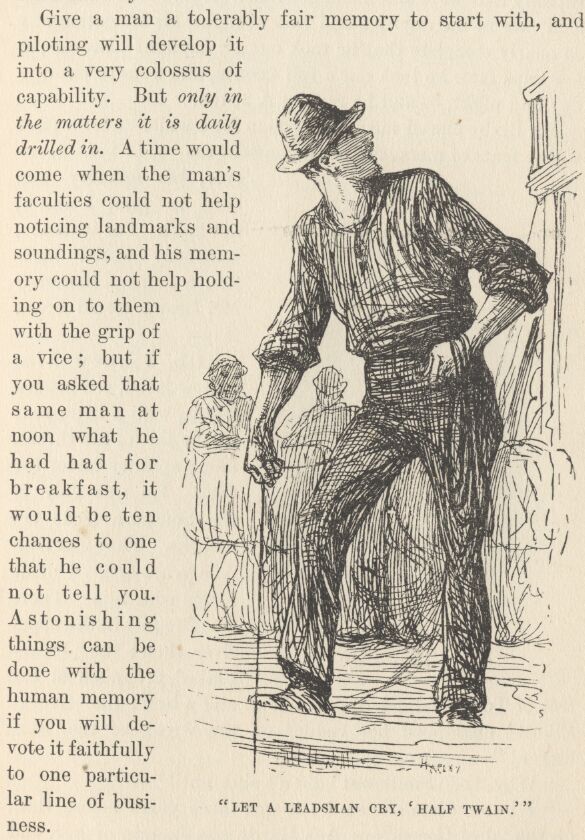 Give a man a tolerably fair memory to start with, and
piloting will develop it
into a very colossus of
capability. But only in
the matters it is daily
drilled in. A time would
come when the man's
faculties could not help
noticing landmarks and
soundings, and his mem-
ory could not help hold-
ing on to them
with the grip of
a vice; but if
you asked that
same man at
noon what he
had had for
breakfast, it
would be ten
chances to one
that he could
not tell you.
Astonishing
things can be
done with the
human memory
if you will de-
vote it faithfully
to one particu-
lar line of busi-
ness.
HARLEY
"LET A LEADSMAN CRY, 'HALF TWAIN.'"